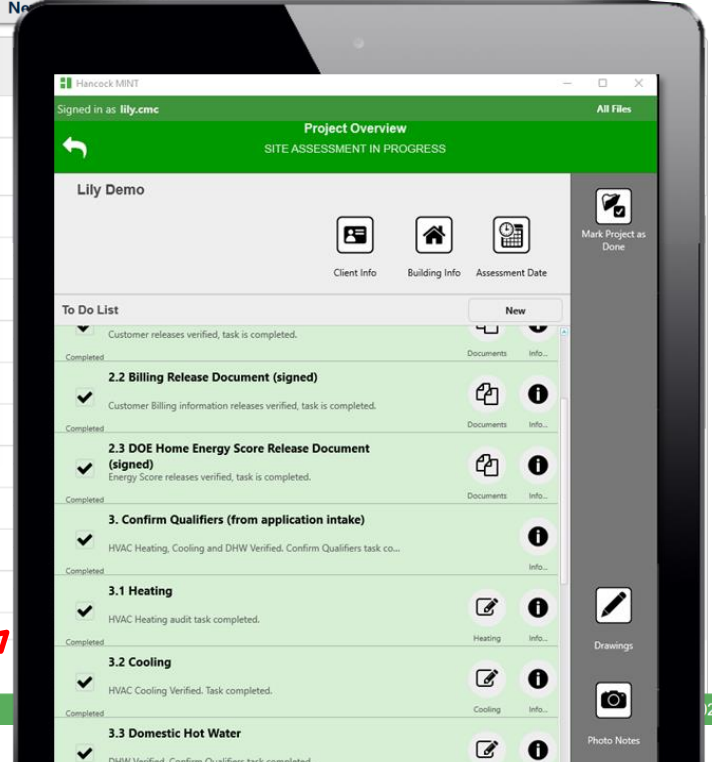 Hancock MINT
Signed in as lily.cmc
All Files
Project Overview
SITE ASSESSMENT IN PROGRESS
Lily Demo
Mark Project as
Done
Client Info
Building Info
Assessment Date
To Do List
New
Customer releases verified, task is completed.
Completed
Documents
Info...
2.2 Billing Release Document (signed)
Customer Billing information releases verified, task is completed.
Completed
Documents
Info...
2.3 DOE Home Energy Score Release Document
(signed)
Energy Score releases verified, task is completed.
Completed
Documents
Info...
3. Confirm Qualifiers (from application intake)
HVAC Heating, Cooling and DHW Verified. Confirm Qualifiers task co...
Completed
Info...
3.1 Heating
HVAC Heating audit task completed.
Completed
Heating
Info...
Drawings
3.2 Cooling
HVAC Cooling Verified. Task completed.
Completed
Cooling
Info...
3.3 Domestic Hot Water
DHW Verified. Confirm Qualifiers task completed.
Photo Notes